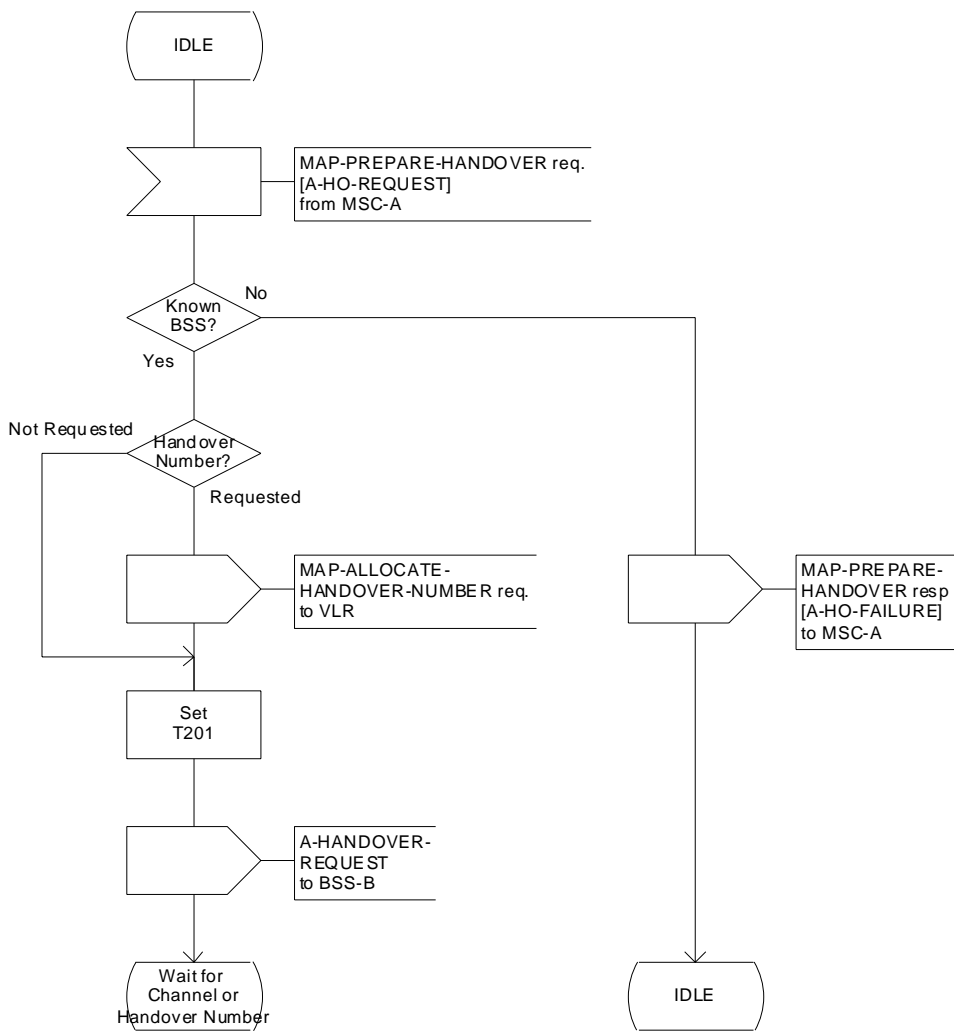 IDLE
MAP-PREPARE-HANDOVER req.
[A-HO-REQUEST]
from MSC-A
No
Known
BSS?
Yes
Not Requested
Handover
Number?
Requested
MAP-ALLOCATE-
HANDOVER-NUMBER req.
to VLR
MAP-PREPARE-
HANDOVER resp
[A-HO-FAILURE]
to MSC-A
Set
T201
A-HANDOVER-
REQUEST
to BSS-B
Wait for
Channel or
Handover Number
IDLE